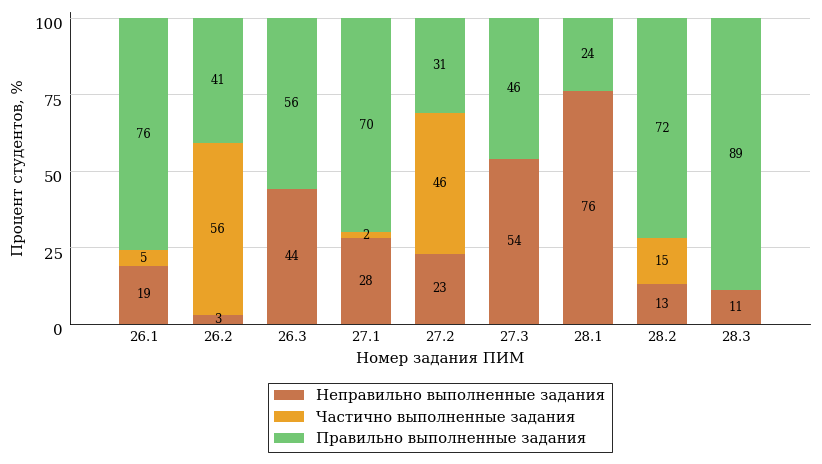 Процент студентов, %
100
75
50
25
0
76 41 56 70 31 46 24 72 89
5 56 2 46 15
19 3 44 28 23 54 76 13 11
26.1 26.2 26.3 27.1 27.2 27.3 28.1 28.2 28.3
Номер задания ПИМ
Неправильно выполненные задания
Частично выполненные задания
Правильно выполненные задания